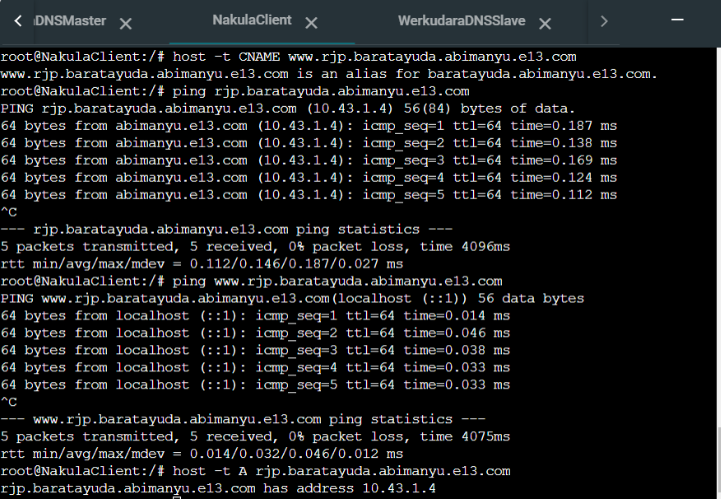 aDNSMaster
NakulaClient
WerkudaraDNSSlave
root@NakulaClient:/# host -t CNAME www.rjp.baratayuda.abimanyu.e13.com
www.rjp.baratayuda.abimanyu.e13.com is an alias for baratayuda.abimanyu.e13.com.
root@NakulaClient:/# ping rjp.baratayuda.abimanyu.e13.com
PING rjp.baratayuda.abimanyu.e13.com (10.43.1.4) 56(84) bytes of data.
64 bytes from abimanyu.e13.com (10.43.1.4): icmp_seq=1 ttl=64 time=0.187 ms
64 bytes from abimanyu.e13.com (10.43.1.4): icmp_seq=2 ttl=64 time=0.138 ms
64 bytes from abimanyu.e13.com (10.43.1.4): icmp_seq=3 ttl=64 time=0.169 ms
64 bytes from abimanyu.e13.com (10.43.1.4): icmp_seq=4 ttl=64 time=0.124 ms
64 bytes from abimanyu.e13.com (10.43.1.4): icmp_seq=5 ttl=64 time=0.112 ms
^C
--- rjp.baratayuda.abimanyu.e13.com ping statistics ---
5 packets transmitted, 5 received, 0% packet loss, time 4096ms
rtt min/avg/max/mdev = 0.112/0.146/0.187/0.027 ms
root@NakulaClient:/# ping www.rjp.baratayuda.abimanyu.e13.com
PING www.rjp.baratayuda.abimanyu.e13.com(localhost (::1)) 56 data bytes
64 bytes from localhost (::1): icmp_seq=1 ttl=64 time=0.014 ms
64 bytes from localhost (::1): icmp_seq=2 ttl=64 time=0.046 ms
64 bytes from localhost (::1): icmp_seq=3 ttl=64 time=0.038 ms
64 bytes from localhost (::1): icmp_seq=4 ttl=64 time=0.033 ms
64 bytes from localhost (::1): icmp_seq=5 ttl=64 time=0.033 ms
^C
--- www.rjp.baratayuda.abimanyu.e13.com ping statistics ---
5 packets transmitted, 5 received, 0% packet loss, time 4075ms
rtt min/avg/max/mdev = 0.014/0.032/0.046/0.012 ms
root@NakulaClient:/# host -t A rjp.baratayuda.abimanyu.e13.com
rjp.baratayuda.abimanyu.e13.com has address 10.43.1.4